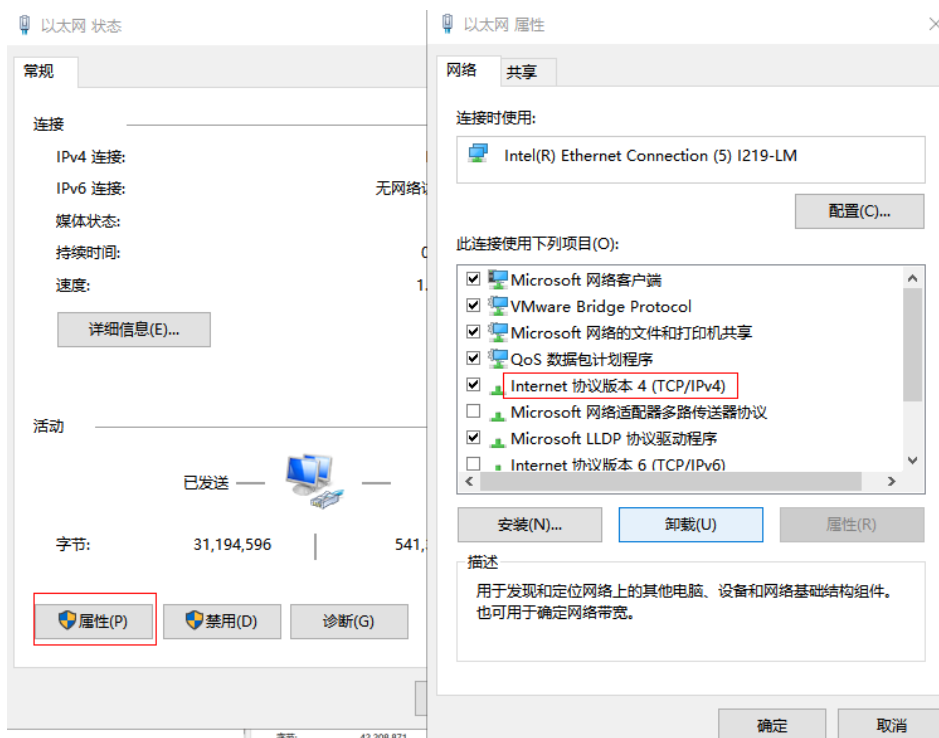 以太网 状态
常规
连接
IPv4 连接:
IPv6 连接:
无网络
媒体状态:
持续时间:
速度:
1.
详细信息(E)...
活动
已发送
字节:
31,194,596
541,
属性(P)
禁用(D)
诊断(G)
字节:
42,308,871
以太网 属性
网络
共享
连接时使用:
Intel(R) Ethernet Connection (5) I219-LM
配置(C)...
此连接使用下列项目(O):
Microsoft 网络客户端
VMware Bridge Protocol
Microsoft 网络的文件和打印机共享
QoS 数据包计划程序
Internet 协议版本 4 (TCP/IPv4)
Microsoft 网络适配器多路传送器协议
Microsoft LLDP 协议驱动程序
Internet 协议版本 6 (TCP/IPv6)
安装(N)...
卸载(U)
属性(R)
描述
用于发现和定位网络上的其他电脑、设备和网络基础结构组件。
也可用于确定网络带宽。
确定
取消